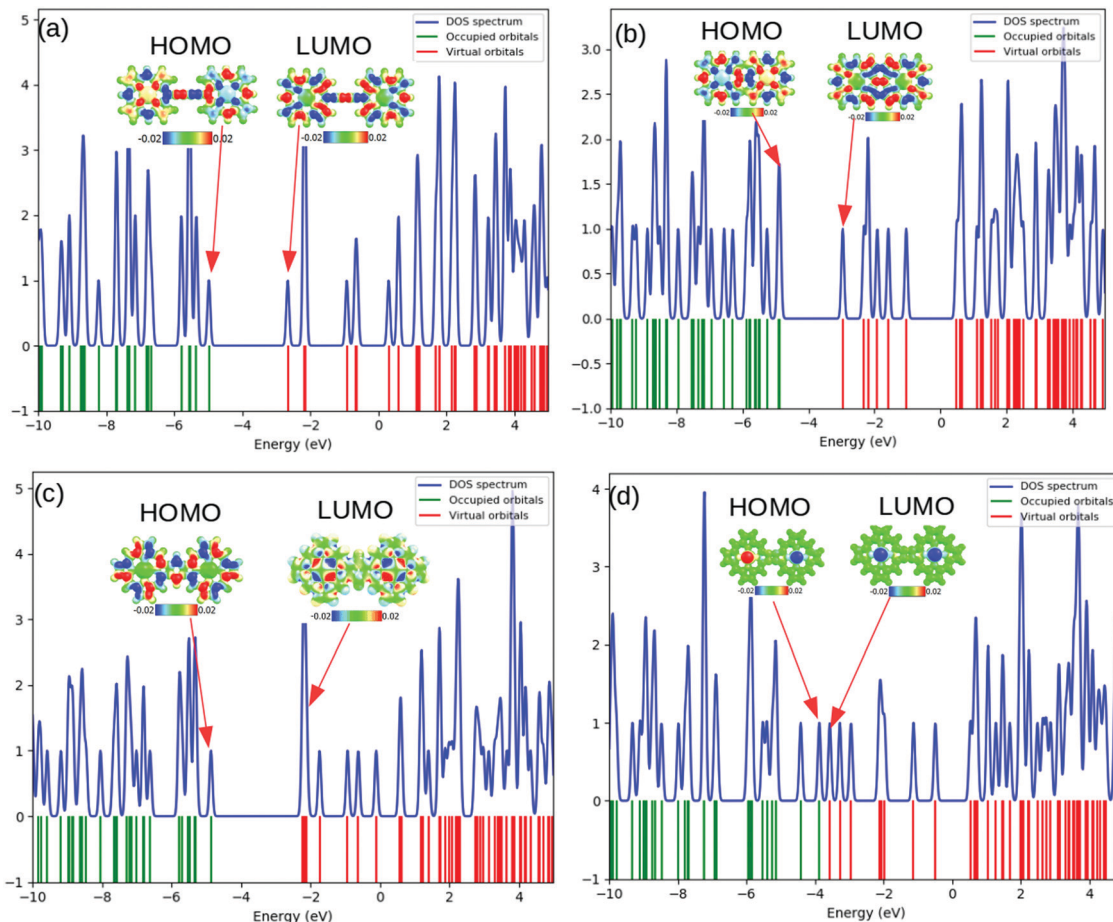 (a)
HOMO
LUMO
DOS spectrum
Occupied orbitals
Virtual orbitals
-0.02
0.02
-0.02
0.02
5
4
3
2
1
0
−1
−10
−8
−6
−4
−2
0
2
4
Energy (eV)
(b)
HOMO
LUMO
DOS spectrum
Occupied orbitals
Virtual orbitals
-0.02
0.02
-0.02
0.02
3.0
2.5
2.0
1.5
1.0
0.5
0.0
−0.5
−1.0
−10
−8
−6
−4
−2
0
2
4
Energy (eV)
(c)
HOMO
LUMO
DOS spectrum
Occupied orbitals
Virtual orbitals
-0.02
0.02
-0.02
0.02
5
4
3
2
1
0
−1
−10
−8
−6
−4
−2
0
2
4
Energy (eV)
(d)
HOMO
LUMO
DOS spectrum
Occupied orbitals
Virtual orbitals
-0.02
0.02
-0.02
0.02
4
3
2
1
0
−1
−10
−8
−6
−4
−2
0
2
4
Energy (eV)